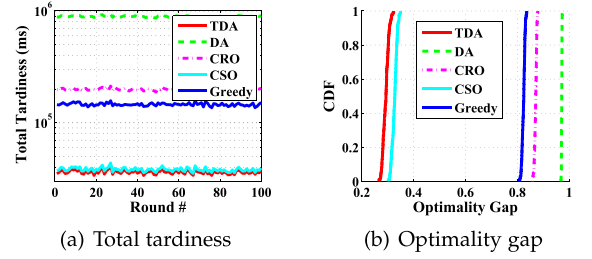 Total Tardiness (ms)
10^6
10^5
TDA
DA
CRO
CSO
Greedy
0 20 40 60 80 100
Round #
(a) Total tardiness
CDF
1
0.8
0.6
0.4
0.2
0
TDA
DA
CRO
CSO
Greedy
0.2 0.4 0.6 0.8 1
Optimality Gap
(b) Optimality gap